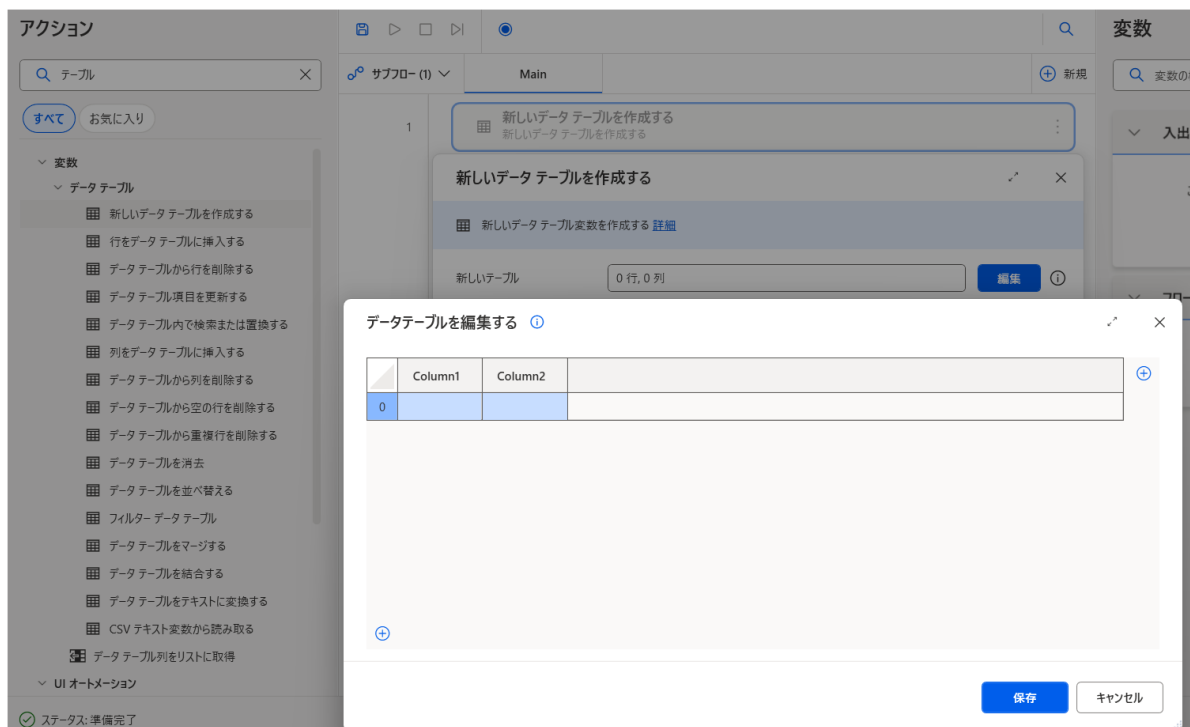 アクション
テーブル
すべて
お気に入り
変数
データ テーブル
新しいデータ テーブルを作成する
行をデータ テーブルに挿入する
データ テーブルから行を削除する
データ テーブル項目を更新する
データ テーブル内で検索または置換する
列をデータ テーブルに挿入する
データ テーブルから列を削除する
データ テーブルから空の行を削除する
データ テーブルから重複行を削除する
データ テーブルを消去
データ テーブルを並べ替える
フィルター データ テーブル
データ テーブルをマージする
データ テーブルを結合する
データ テーブルをテキストに変換する
CSV テキスト変数から読み取る
データ テーブル列をリストに取得
UI オートメーション
ステータス: 準備完了
サブフロー (1)
Main
新規
1
新しいデータ テーブルを作成する
新しいデータ テーブルを作成する
新しいデータ テーブルを作成する
新しいデータ テーブル変数を作成する 詳細
新しいテーブル
0 行, 0 列
編集
データテーブルを編集する
Column1
Column2
0
保存
キャンセル
変数
変数の
入出
フロー